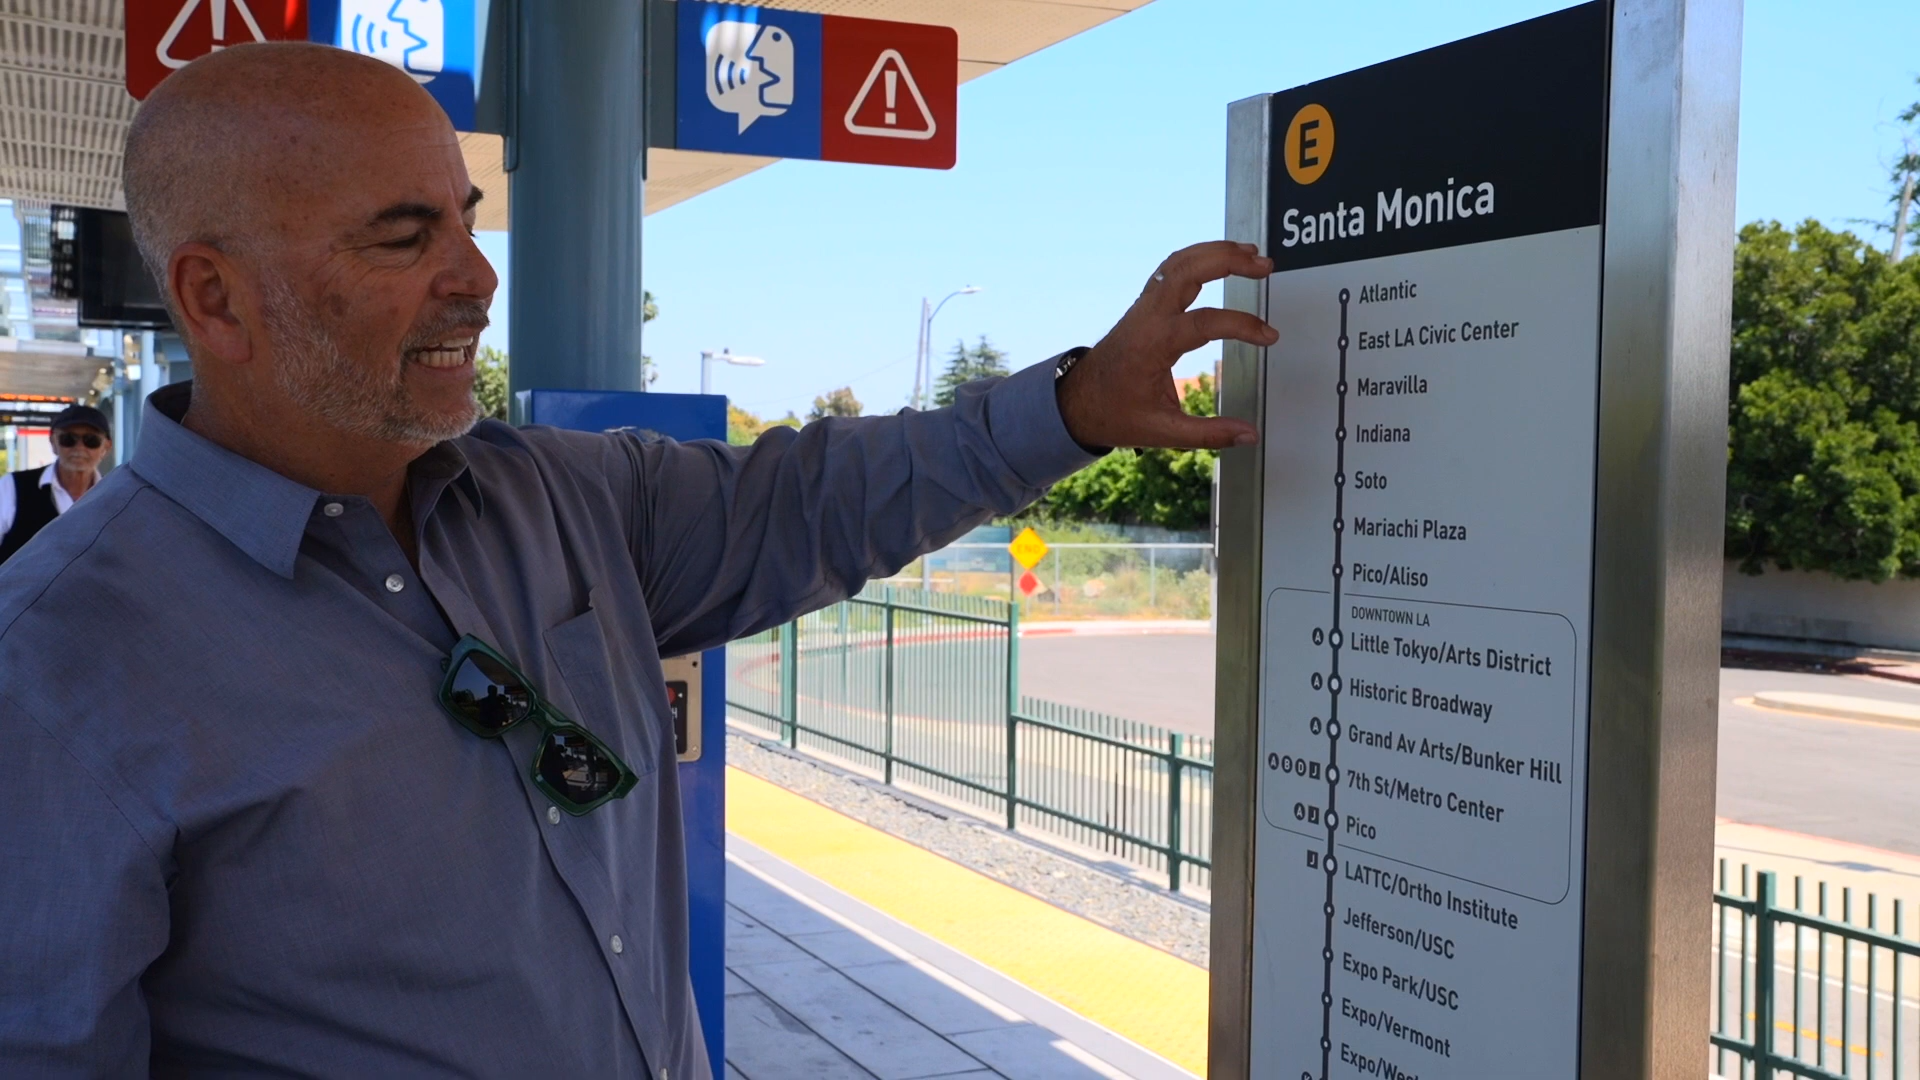 E
Santa Monica
Atlantic
East LA Civic Center
Maravilla
Indiana
Soto
Mariachi Plaza
Pico/Aliso
DOWNTOWN LA
A Little Tokyo/Arts District
A Historic Broadway
A Grand Av Arts/Bunker Hill
A B D J 7th St/Metro Center
A J Pico
J LATTC/Ortho Institute
Jefferson/USC
Expo Park/USC
Expo/Vermont
END